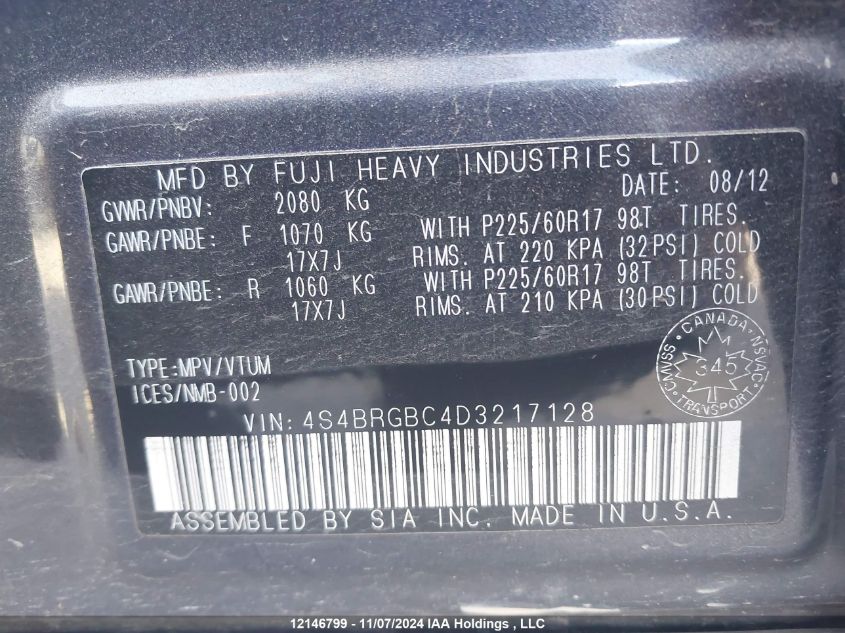 MFD BY FUJI HEAVY INDUSTRIES LTD.
DATE: 08/12
GVWR/PNBV: 2080 KG
GAWR/PNBE: F 1070 KG WITH P225/60R17 98T TIRES.
17X7J RIMS. AT 220 KPA (32PSI) COLD
GAWR/PNBE: R 1060 KG WITH P225/60R17 98T TIRES.
17X7J RIMS. AT 210 KPA (30PSI) COLD
TYPE:MPV/VTUM
ICES/NMB-002
CANADA
CMVSS
NSVAC
345
TRANSPORT
VIN: 4S4BRGBC4D3217128
ASSEMBLED BY SIA INC. MADE IN U.S.A.
12146799 - 11/07/2024 IAA Holdings , LLC